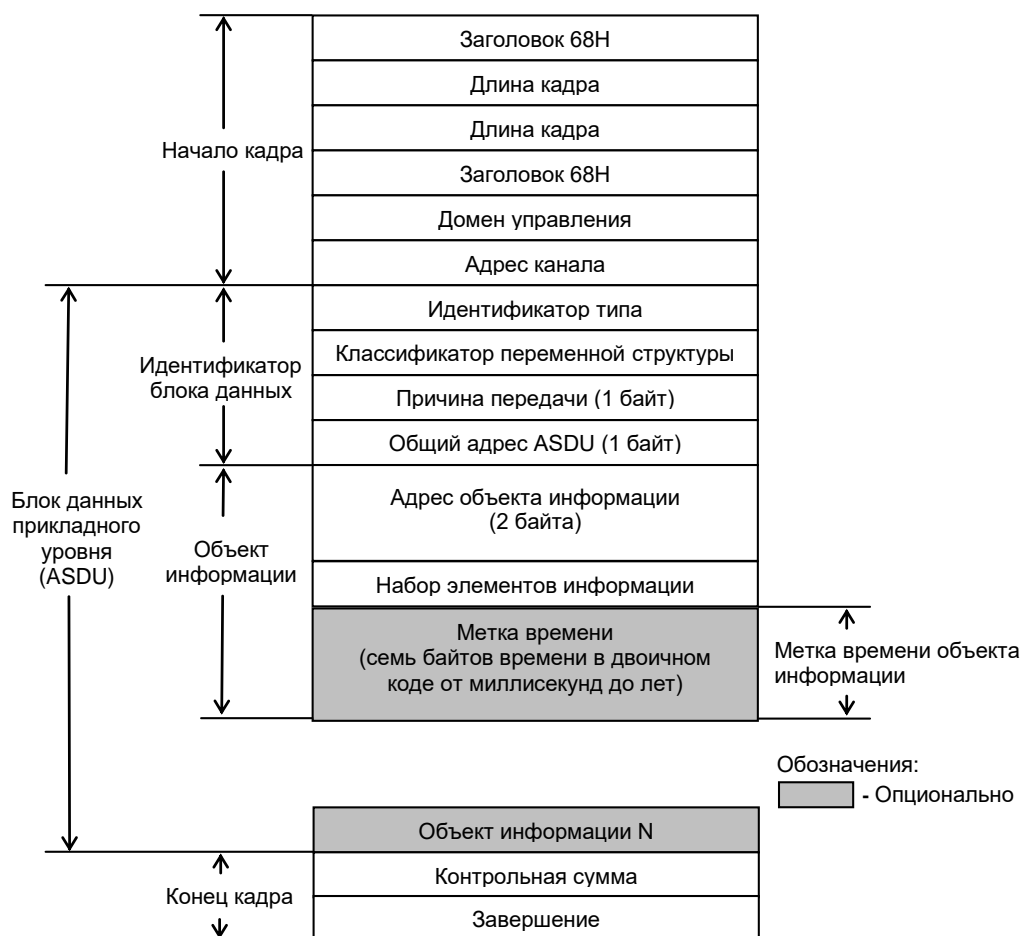 Заголовок 68H
Длина кадра
Длина кадра
Начало кадра
Заголовок 68H
Домен управления
Адрес канала
Идентификатор типа
Классификатор переменной структуры
Идентификатор
блока данных
Причина передачи (1 байт)
Общий адрес ASDU (1 байт)
Адрес объекта информации
(2 байта)
Блок данных
прикладного
уровня
(ASDU)
Объект
информации
Набор элементов информации
Метка времени
(семь байтов времени в двоичном
коде от миллисекунд до лет)
Метка времени объекта
информации
Обозначения:
- Опционально
Объект информации N
Контрольная сумма
Конец кадра
Завершение